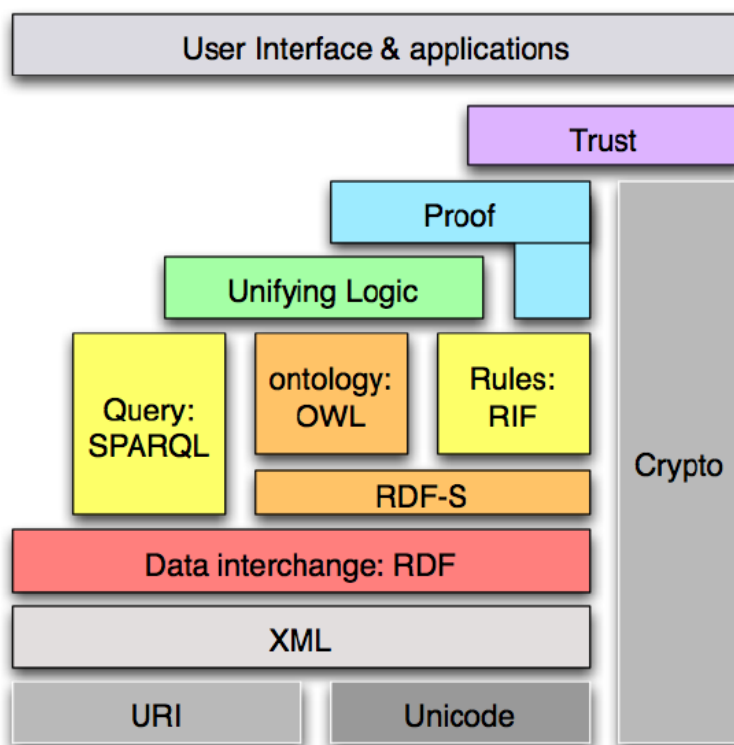 User Interface & applications
Trust
Proof
Unifying Logic
Query:
SPARQL
ontology:
OWL
Rules:
RIF
Crypto
RDF-S
Data interchange: RDF
XML
URI
Unicode